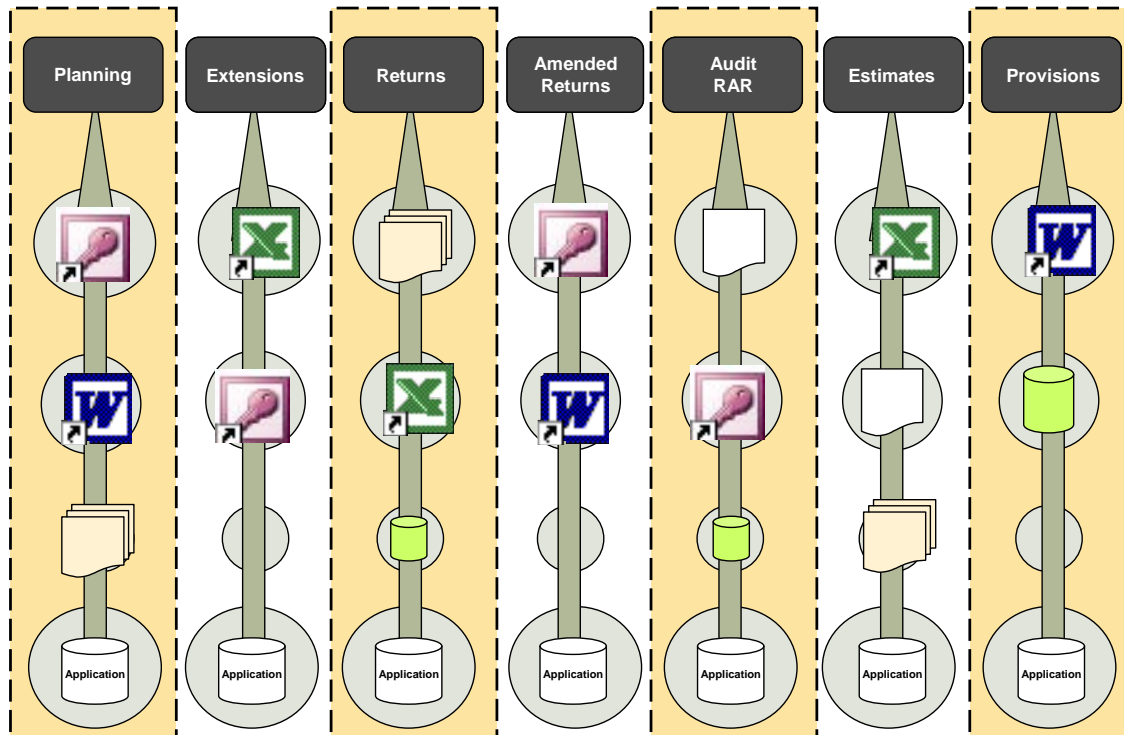 Planning
Extensions
Returns
Amended
Returns
Audit
RAR
Estimates
Provisions
X
W
X
W
X
W
Application
Application
Application
Application
Application
Application
Application